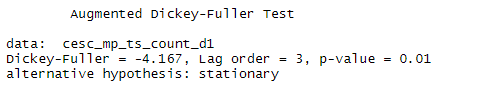 Augmented Dickey-Fuller Test
data:  cesc_mp_ts_count_d1
Dickey-Fuller = -4.167, Lag order = 3, p-value = 0.01
alternative hypothesis: stationary